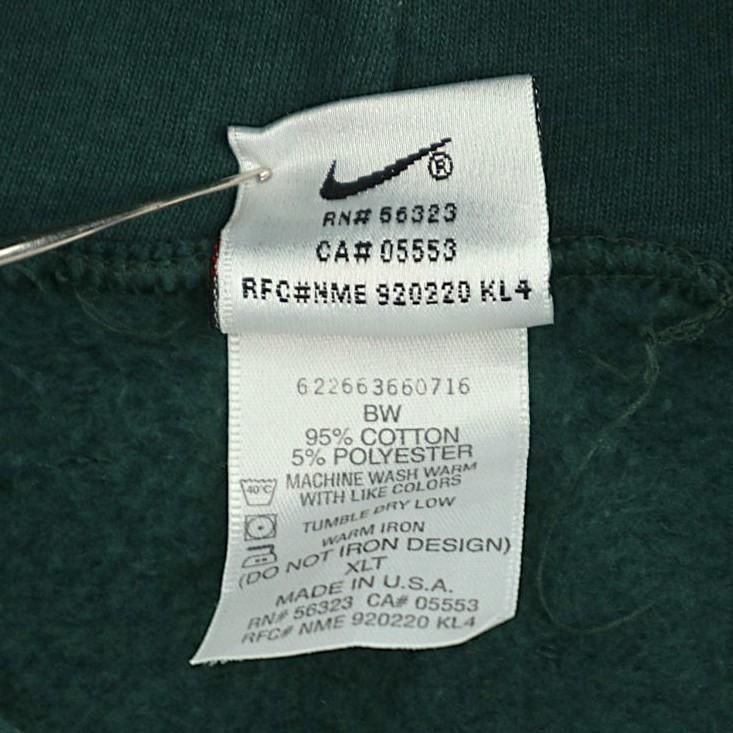 ®
RN# 56323
CA# 05553
RFC#NME 920220 KL4
622663660716
BW
95% COTTON
5% POLYESTER
40°C
MACHINE WASH WARM
WITH LIKE COLORS
TUMBLE DRY LOW
WARM IRON
(DO NOT IRON DESIGN)
XLT
MADE IN U.S.A.
RN# 56323 CA# 05553
RFC# NME 920220 KL4